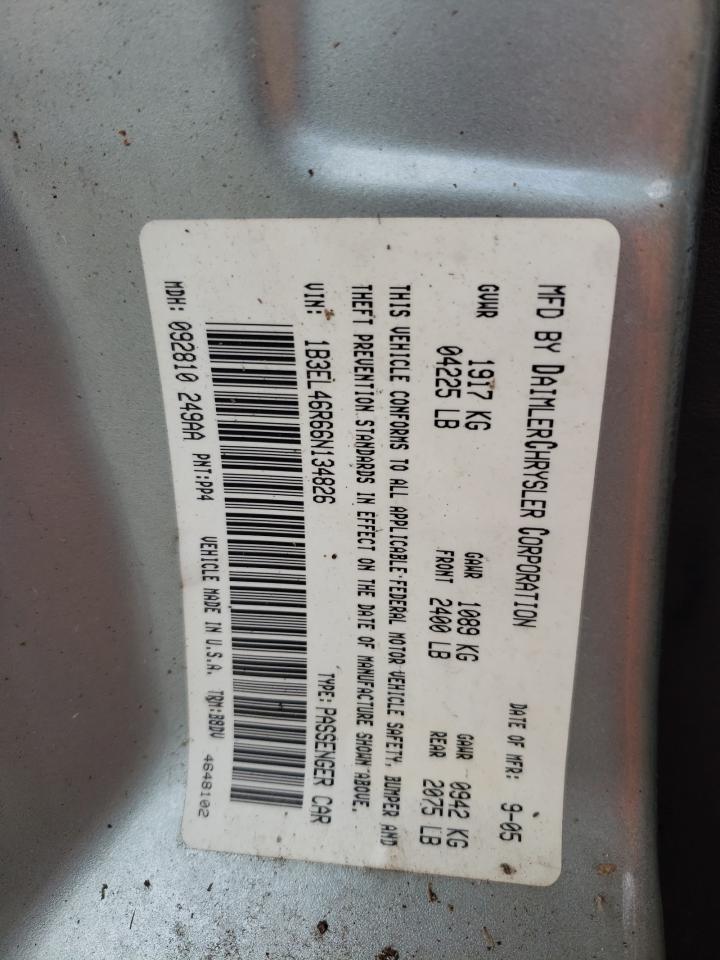 MFD BY DAIMLERCHRYSLER CORPORATION DATE OF MFR: 9-05
GVWR 1917 KG GAWR 1089 KG GAWR 0942 KG
04225 LB FRONT 2400 LB REAR 2075 LB
THIS VEHICLE CONFORMS TO ALL APPLICABLE FEDERAL MOTOR VEHICLE SAFETY, BUMPER AND
THEFT PREVENTION STANDARDS IN EFFECT ON THE DATE OF MANUFACTURE SHOWN ABOVE.
VIN: 1B3EL46R66N134826 TYPE: PASSENGER CAR
MDH: 092810 249AA PNT:PP4 VEHICLE MADE IN U.S.A. TRM:B8DV 4648102